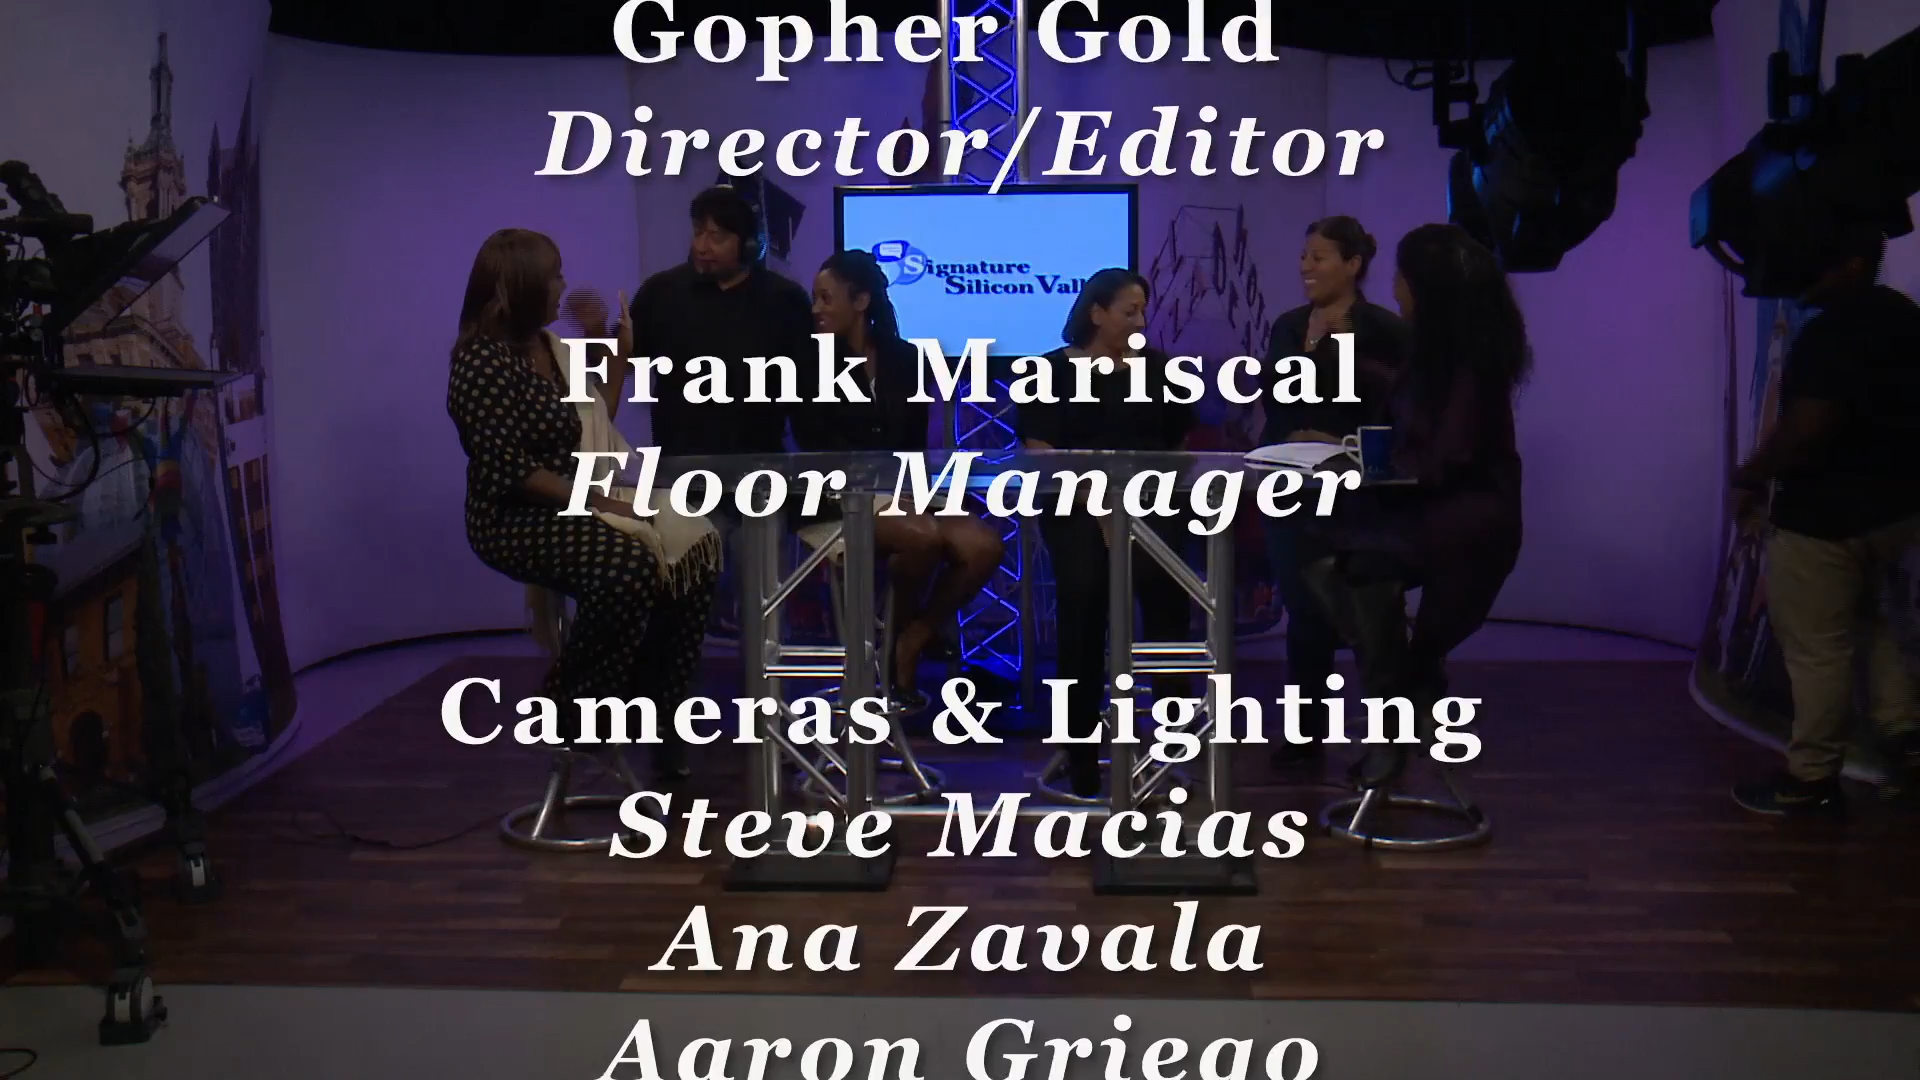 Gopher Gold
Director/Editor
Signature
Silicon Vall
Frank Mariscal
Floor Manager
Cameras & Lighting
Steve Macias
Ana Zavala
Aaron Griego